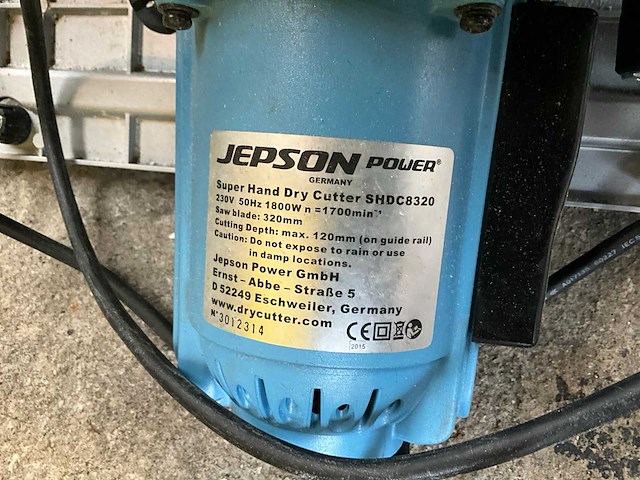 JEPSON POWER®
GERMANY
Super Hand Dry Cutter SHDC8320
230V 50Hz 1800W n =1700min⁻¹
Saw blade: 320mm
Cutting Depth: max. 120mm (on guide rail)
Caution: Do not expose to rain or use
in damp locations.
Jepson Power GmbH
Ernst - Abbe - Straße 5
D 52249 Eschweiler, Germany
www.drycutter.com
N° 3012314
CE
2015